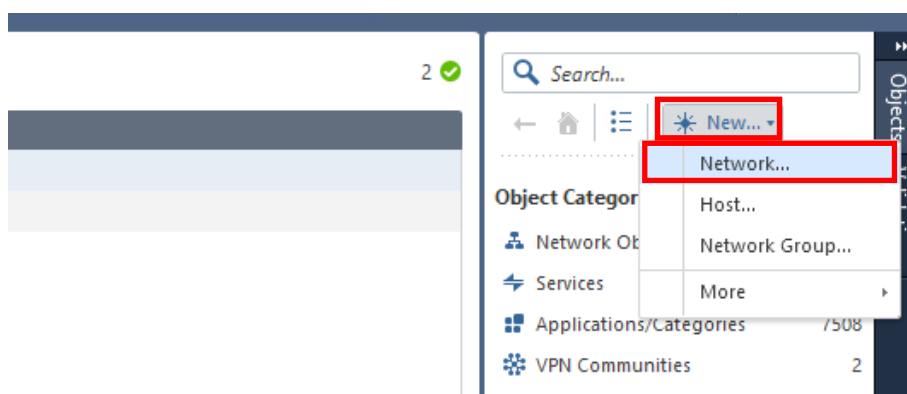 2
Search...
New...
Objects
Network...
Object Categor
Host...
Network Ob
Network Group...
Services
More
Applications/Categories 7508
VPN Communities 2